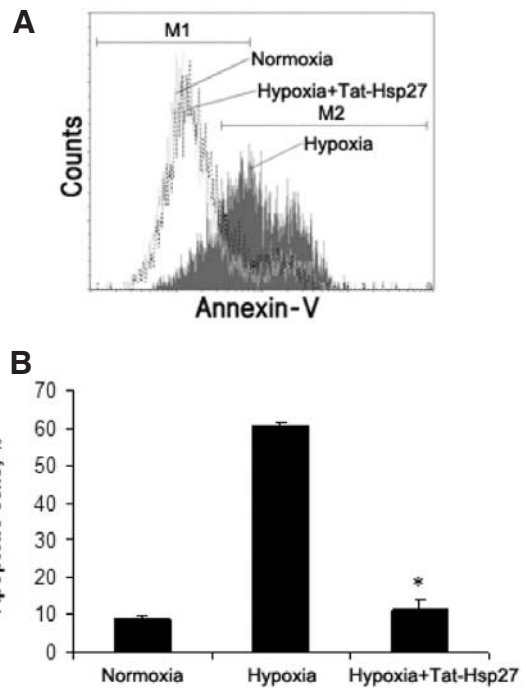 A
M1
Normoxia
Hypoxia+Tat-Hsp27
M2
Hypoxia
Counts
Annexin-V
B
70
60
50
40
30
20
10
0
*
Normoxia Hypoxia Hypoxia+Tat-Hsp27